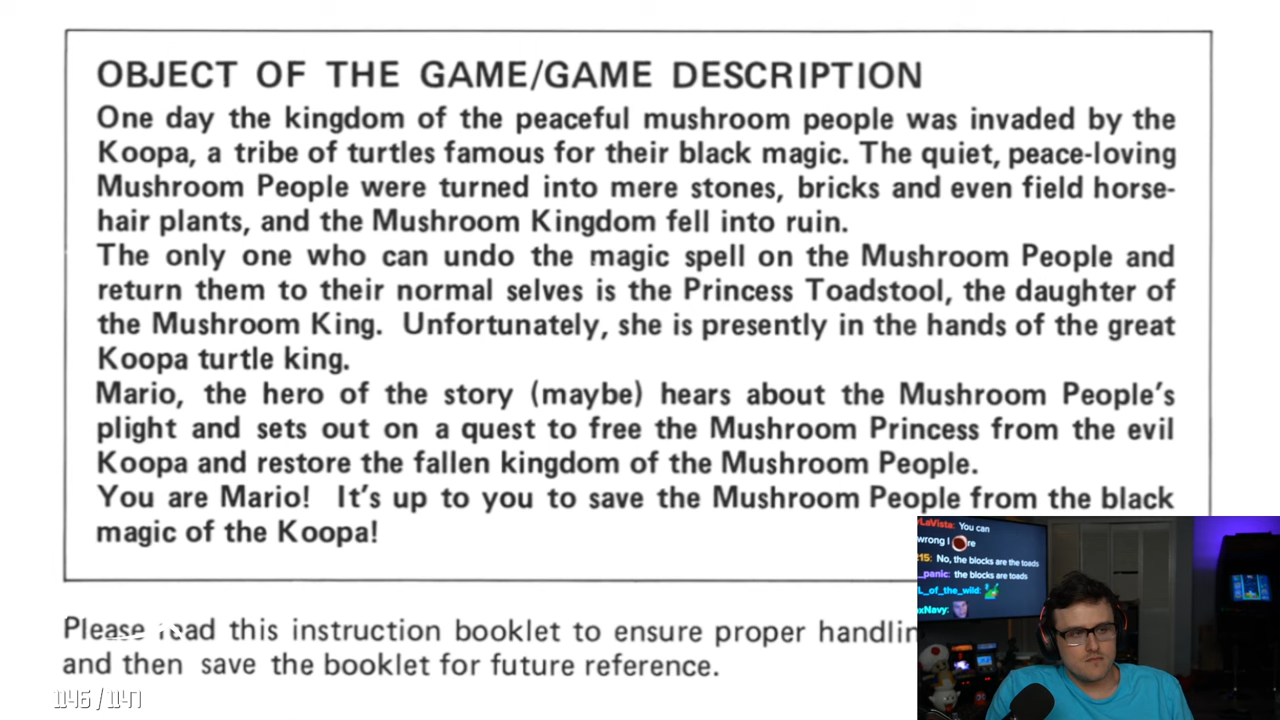 OBJECT OF THE GAME/GAME DESCRIPTION
One day the kingdom of the peaceful mushroom people was invaded by the
Koopa, a tribe of turtles famous for their black magic. The quiet, peace-loving
Mushroom People were turned into mere stones, bricks and even field horse-
hair plants, and the Mushroom Kingdom fell into ruin.
The only one who can undo the magic spell on the Mushroom People and
return them to their normal selves is the Princess Toadstool, the daughter of
the Mushroom King. Unfortunately, she is presently in the hands of the great
Koopa turtle king.
Mario, the hero of the story (maybe) hears about the Mushroom People's
plight and sets out on a quest to free the Mushroom Princess from the evil
Koopa and restore the fallen kingdom of the Mushroom People.
You are Mario! It's up to you to save the Mushroom People from the black
magic of the Koopa!
Please read this instruction booklet to ensure proper
and then save the booklet for future reference.
1146 / 1147
LaVista: You can
wrong I
15: No, the blocks are the toads
_panic: the blocks are toads
L_of_the_wild:
oxNavy: